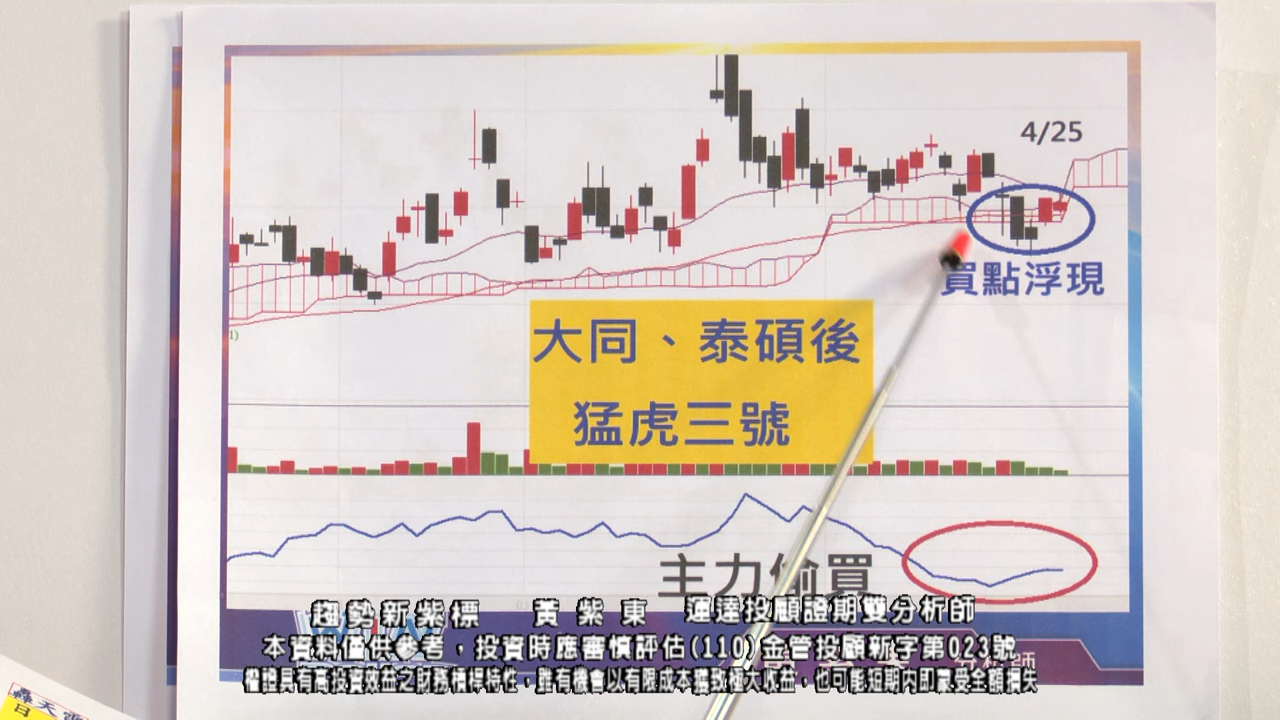 4/25
買點浮現
大同、泰碩後
猛虎三號
主力偷買
趨勢新紫標 黃紫東 運達投顧證期雙分析師
本資料僅供參考，投資時應審慎評估(110)金管投顧新字第023號
權證具有高投資效益之財務槓桿特性，雖有機會以有限成本獲致極大收益，也可能短期內即蒙受全額損失
分析師